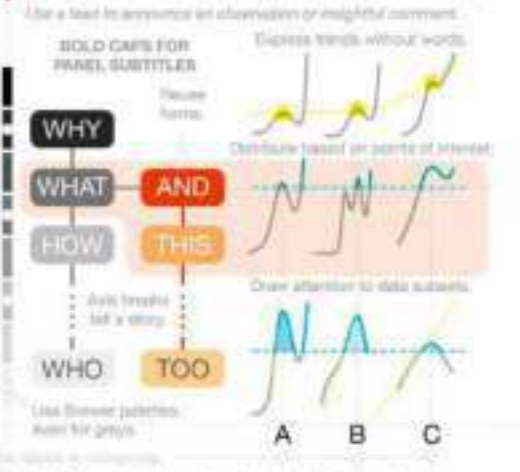 Use a lead to announce an observation or insightful comment.
BOLD CAPS FOR
PANEL SUBTITLES
Express trends without words.
Reuse
forms.
WHY
Distribute based on points of interest.
WHAT
AND
HOW
THIS
Draw attention to data subsets.
Axis breaks
tell a story.
WHO
TOO
Use Brewer palettes,
even for greys.
A
B
C